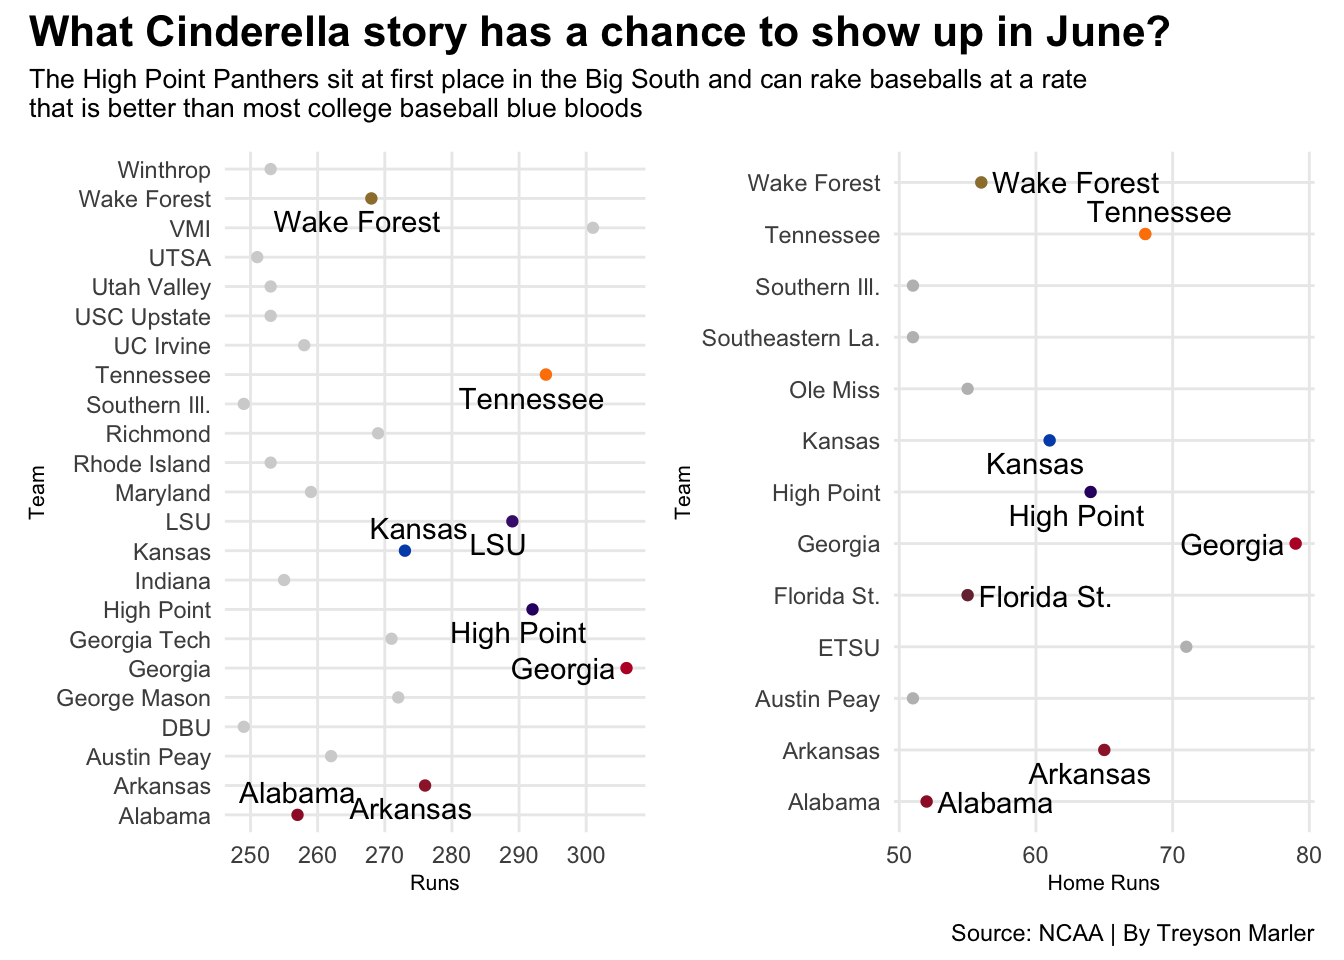 What Cinderella story has a chance to show up in June?
The High Point Panthers sit at first place in the Big South and can rake baseballs at a rate
that is better than most college baseball blue bloods
Team
Winthrop
Wake Forest
VMI
UTSA
Utah Valley
USC Upstate
UC Irvine
Tennessee
Southern Ill.
Richmond
Rhode Island
Maryland
LSU
Kansas
Indiana
High Point
Georgia Tech
Georgia
George Mason
DBU
Austin Peay
Arkansas
Alabama
Wake Forest
Tennessee
Kansas
LSU
High Point
Georgia
Alabama
Arkansas
250 260 270 280 290 300
Runs
Team
Wake Forest
Tennessee
Southern Ill.
Southeastern La.
Ole Miss
Kansas
High Point
Georgia
Florida St.
ETSU
Austin Peay
Arkansas
Alabama
Wake Forest
Tennessee
Kansas
High Point
Georgia
Florida St.
Arkansas
Alabama
50 60 70 80
Home Runs
Source: NCAA | By Treyson Marler